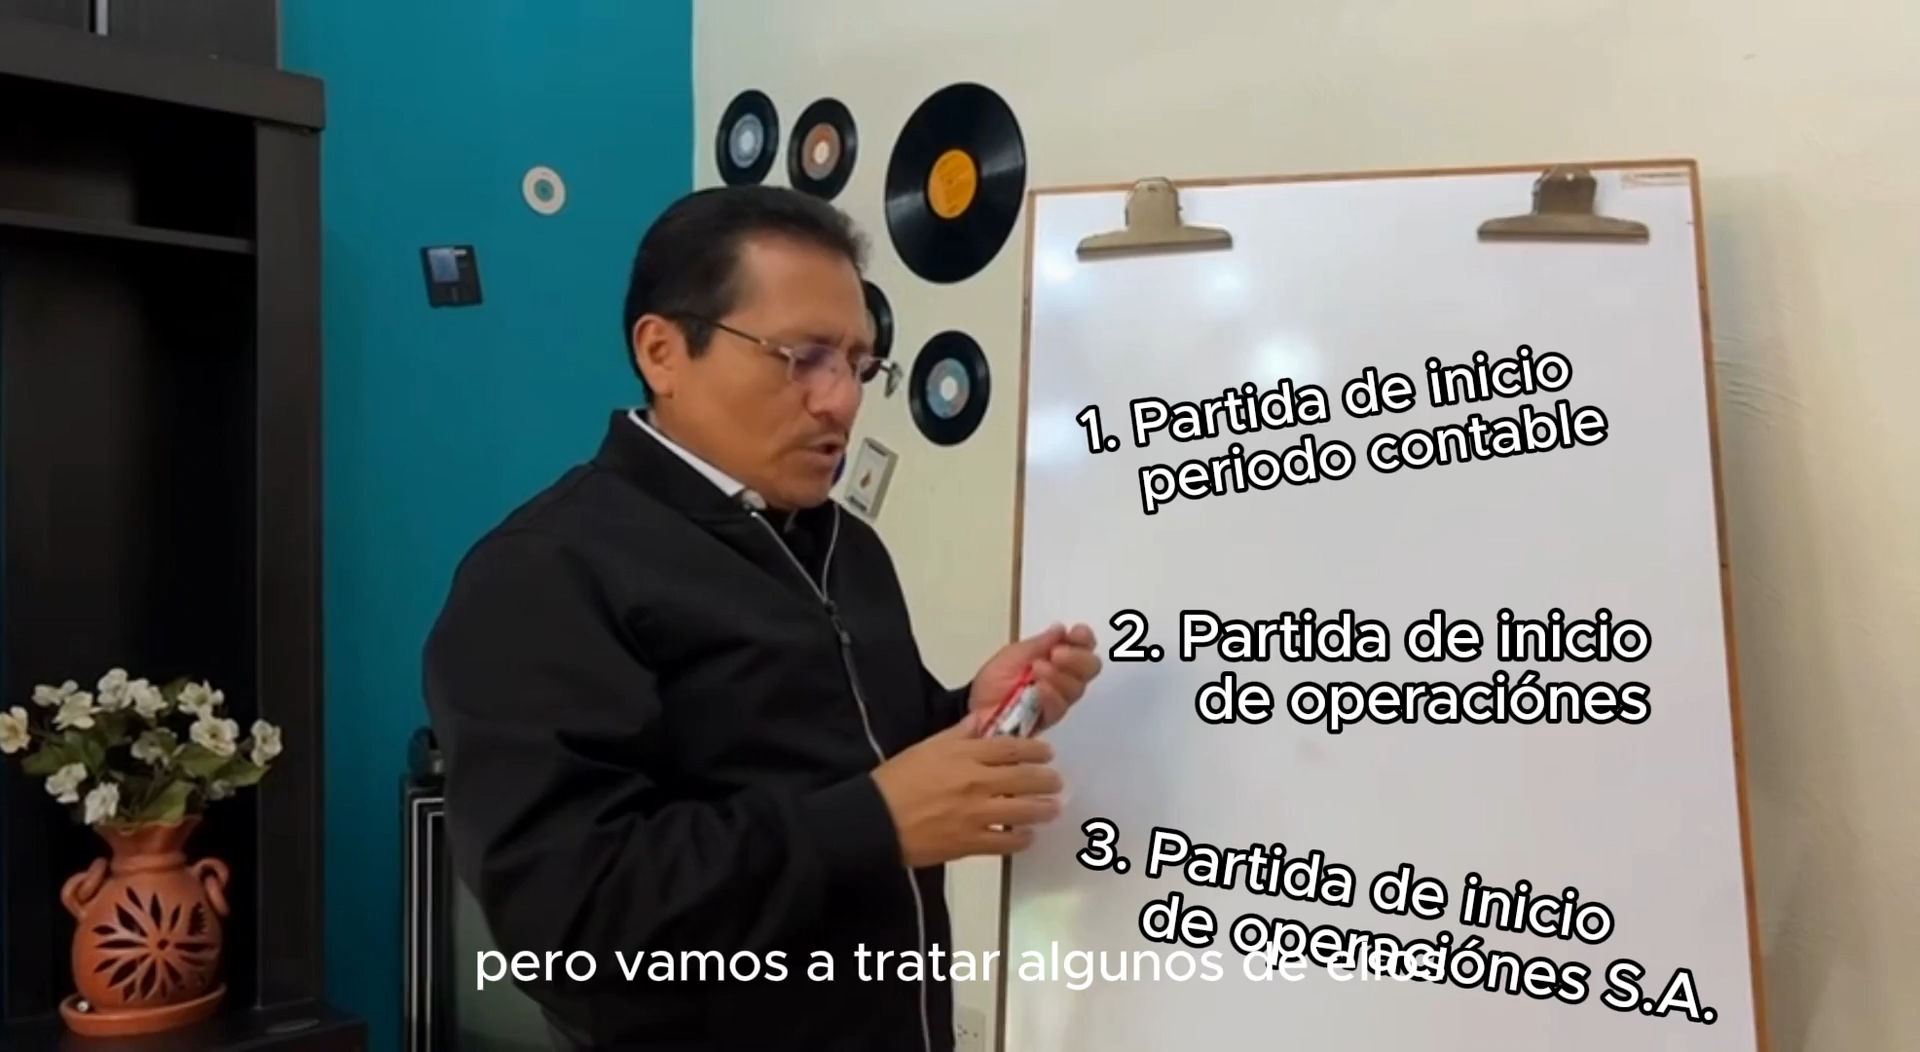 1. Partida de inicio
periodo contable
2. Partida de inicio
de operaciónes
3. Partida de inicio
de operaciónes S.A.
pero vamos a tratar algunos de ellos